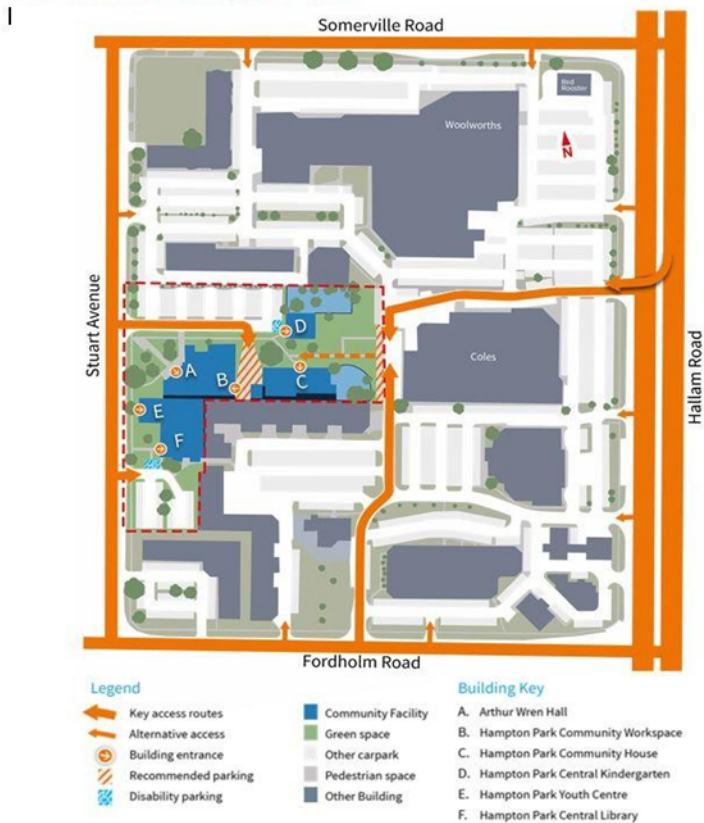 Somerville Road
Red
Rooster
Woolworths
N
Stuart Avenue
D
A
B
C
Coles
E
F
Hallam Road
Fordholm Road
Legend
Key access routes
Alternative access
Building entrance
Recommended parking
Disability parking
Community Facility
Green space
Other carpark
Pedestrian space
Other Building
Building Key
A. Arthur Wren Hall
B. Hampton Park Community Workspace
C. Hampton Park Community House
D. Hampton Park Central Kindergarten
E. Hampton Park Youth Centre
F. Hampton Park Central Library